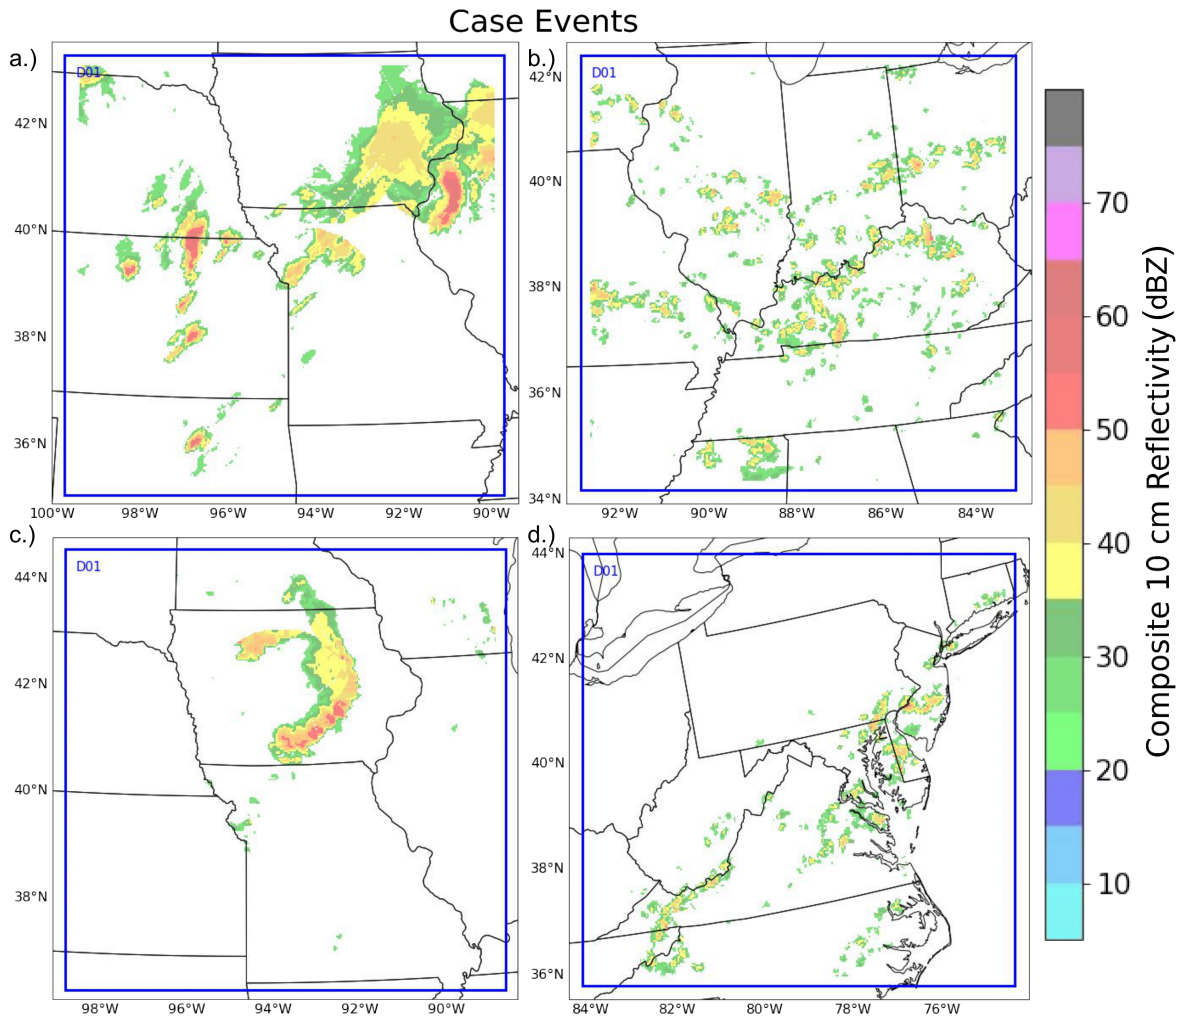 Case Events
a.)
D01
42°N
40°N
38°N
36°N
100°W 98°W 96°W 94°W 92°W 90°W
b.)
D01
42°N
40°N
38°N
36°N
34°N
92°W 90°W 88°W 86°W 84°W
c.)
D01
44°N
42°N
40°N
38°N
98°W 96°W 94°W 92°W 90°W
d.)
D01
44°N
42°N
40°N
38°N
36°N
84°W 82°W 80°W 78°W 76°W
70
60
50
40
30
20
10
Composite 10 cm Reflectivity (dBZ)